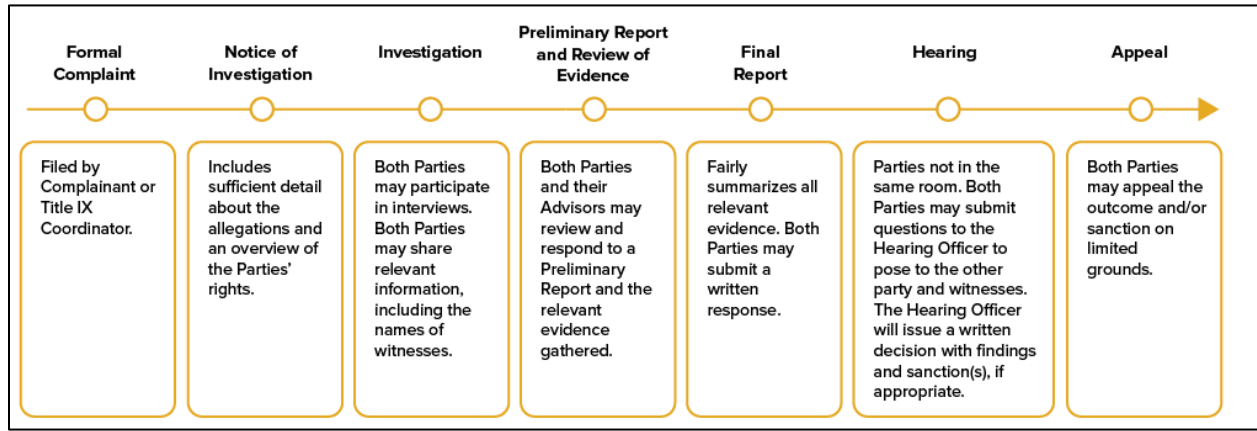 Formal
Complaint
Notice of
Investigation
Investigation
Preliminary Report
and Review of
Evidence
Final
Report
Hearing
Appeal
Filed by
Complainant or
Title IX
Coordinator.
Includes
sufficient detail
about the
allegations and
an overview of
the Parties'
rights.
Both Parties
may participate
in interviews.
Both Parties
may share
relevant
information,
including the
names of
witnesses.
Both Parties
and their
Advisors may
review and
respond to a
Preliminary
Report and the
relevant
evidence
gathered.
Fairly
summarizes all
relevant
evidence. Both
Parties may
submit a
written
response.
Parties not in the
same room. Both
Parties may submit
questions to the
Hearing Officer to
pose to the other
party and witnesses.
The Hearing Officer
will issue a written
decision with findings
and sanction(s), if
appropriate.
Both Parties
may appeal the
outcome and/or
sanction on
limited
grounds.